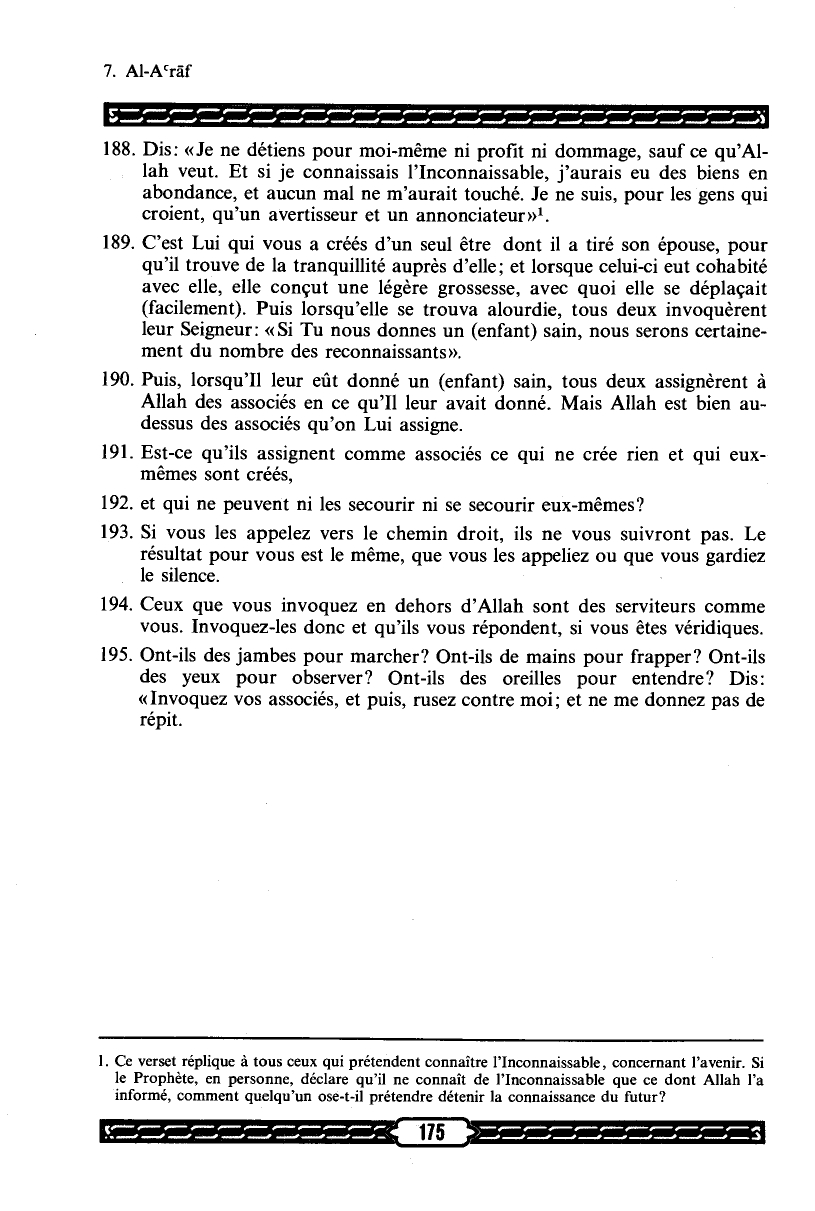 7. Al-Aᶜrāf
188. Dis: «Je ne détiens pour moi-même ni profit ni dommage, sauf ce qu'Al-
lah veut. Et si je connaissais l'Inconnaissable, j'aurais eu des biens en
abondance, et aucun mal ne m'aurait touché. Je ne suis, pour les gens qui
croient, qu'un avertisseur et un annonciateur»¹.
189. C'est Lui qui vous a créés d'un seul être dont il a tiré son épouse, pour
qu'il trouve de la tranquillité auprès d'elle; et lorsque celui-ci eut cohabité
avec elle, elle conçut une légère grossesse, avec quoi elle se déplaçait
(facilement). Puis lorsqu'elle se trouva alourdie, tous deux invoquèrent
leur Seigneur: «Si Tu nous donnes un (enfant) sain, nous serons certaine-
ment du nombre des reconnaissants».
190. Puis, lorsqu'Il leur eût donné un (enfant) sain, tous deux assignèrent à
Allah des associés en ce qu'Il leur avait donné. Mais Allah est bien au-
dessus des associés qu'on Lui assigne.
191. Est-ce qu'ils assignent comme associés ce qui ne crée rien et qui eux-
mêmes sont créés,
192. et qui ne peuvent ni les secourir ni se secourir eux-mêmes?
193. Si vous les appelez vers le chemin droit, ils ne vous suivront pas. Le
résultat pour vous est le même, que vous les appeliez ou que vous gardiez
le silence.
194. Ceux que vous invoquez en dehors d'Allah sont des serviteurs comme
vous. Invoquez-les donc et qu'ils vous répondent, si vous êtes véridiques.
195. Ont-ils des jambes pour marcher? Ont-ils de mains pour frapper? Ont-ils
des yeux pour observer? Ont-ils des oreilles pour entendre? Dis:
«Invoquez vos associés, et puis, rusez contre moi; et ne me donnez pas de
répit.
1. Ce verset réplique à tous ceux qui prétendent connaître l'Inconnaissable, concernant l'avenir. Si
le Prophète, en personne, déclare qu'il ne connaît de l'Inconnaissable que ce dont Allah l'a
informé, comment quelqu'un ose-t-il prétendre détenir la connaissance du futur?
175